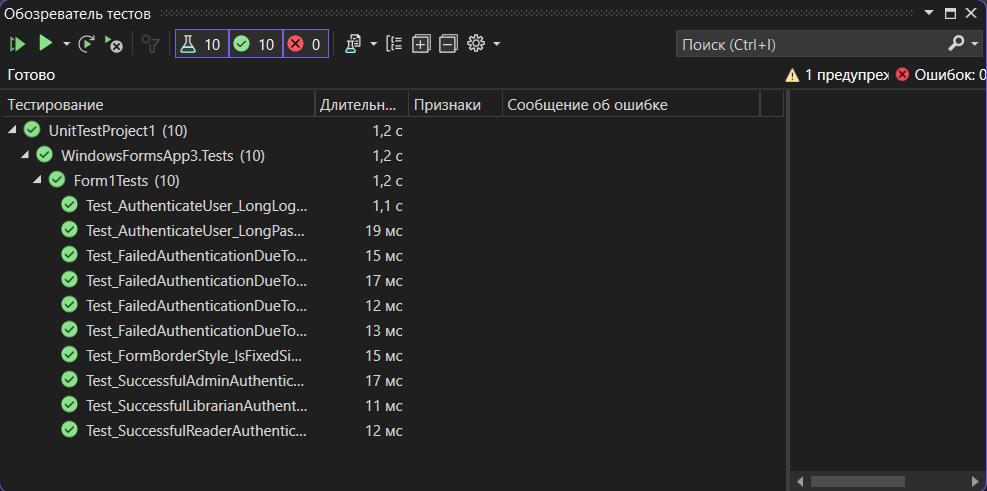 Обозреватель тестов
10 10 0 Поиск (Ctrl+I)
Готово 1 предупреж Ошибок: 0
Тестирование Длительн... Признаки Сообщение об ошибке
UnitTestProject1 (10) 1,2 с
WindowsFormsApp3.Tests (10) 1,2 с
Form1Tests (10) 1,2 с
Test_AuthenticateUser_LongLog... 1,1 с
Test_AuthenticateUser_LongPas... 19 мс
Test_FailedAuthenticationDueTo... 15 мс
Test_FailedAuthenticationDueTo... 17 мс
Test_FailedAuthenticationDueTo... 12 мс
Test_FailedAuthenticationDueTo... 13 мс
Test_FormBorderStyle_IsFixedSi... 15 мс
Test_SuccessfulAdminAuthentic... 17 мс
Test_SuccessfulLibrarianAuthent... 11 мс
Test_SuccessfulReaderAuthentic... 12 мс